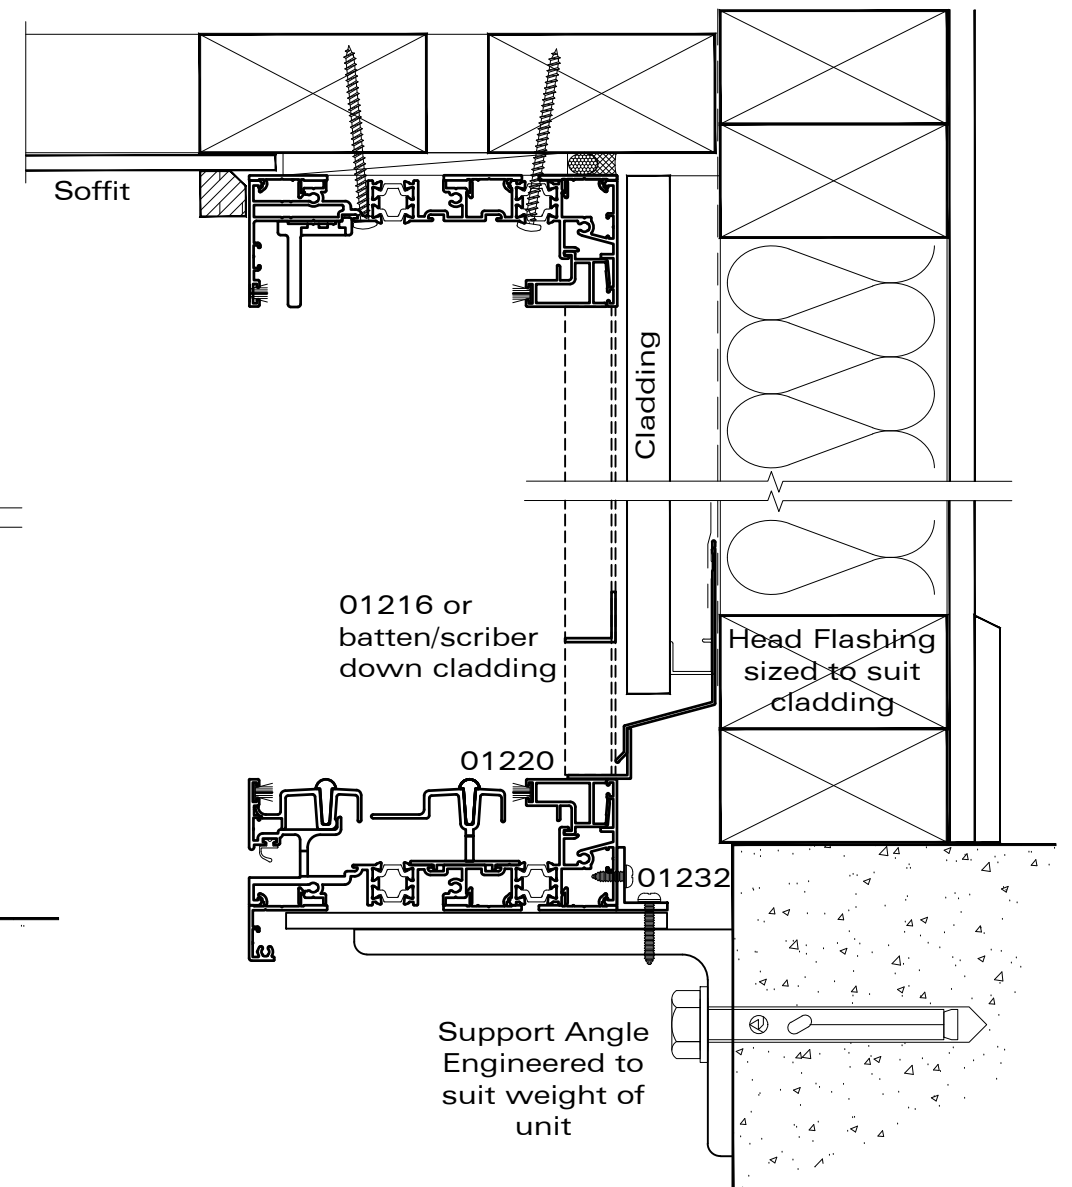 Soffit
Cladding
01216 or
batten/scriber
down cladding
Head Flashing
sized to suit
cladding
01220
01232
Support Angle
Engineered to
suit weight of
unit